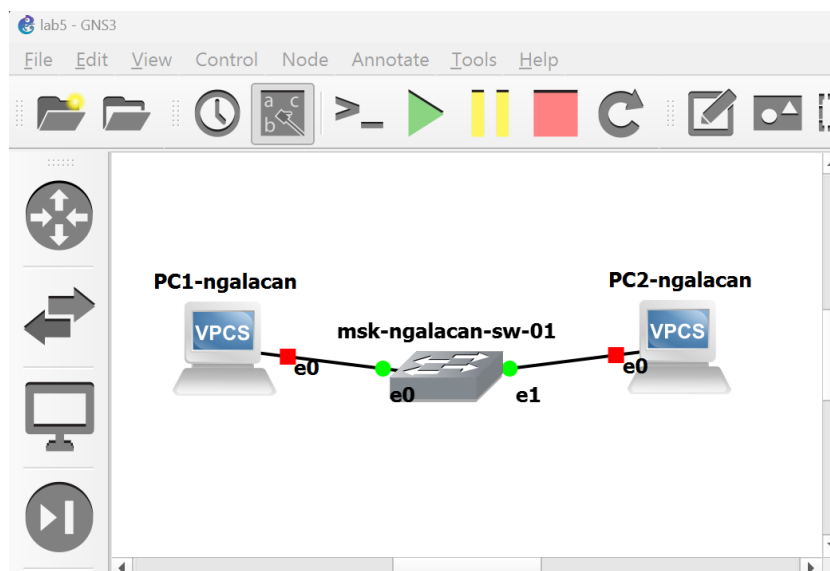 lab5 - GNS3
File Edit View Control Node Annotate Tools Help
a c
b
>_
PC1-ngalacan
PC2-ngalacan
VPCS
msk-ngalacan-sw-01
VPCS
e0
e0
e0
e1